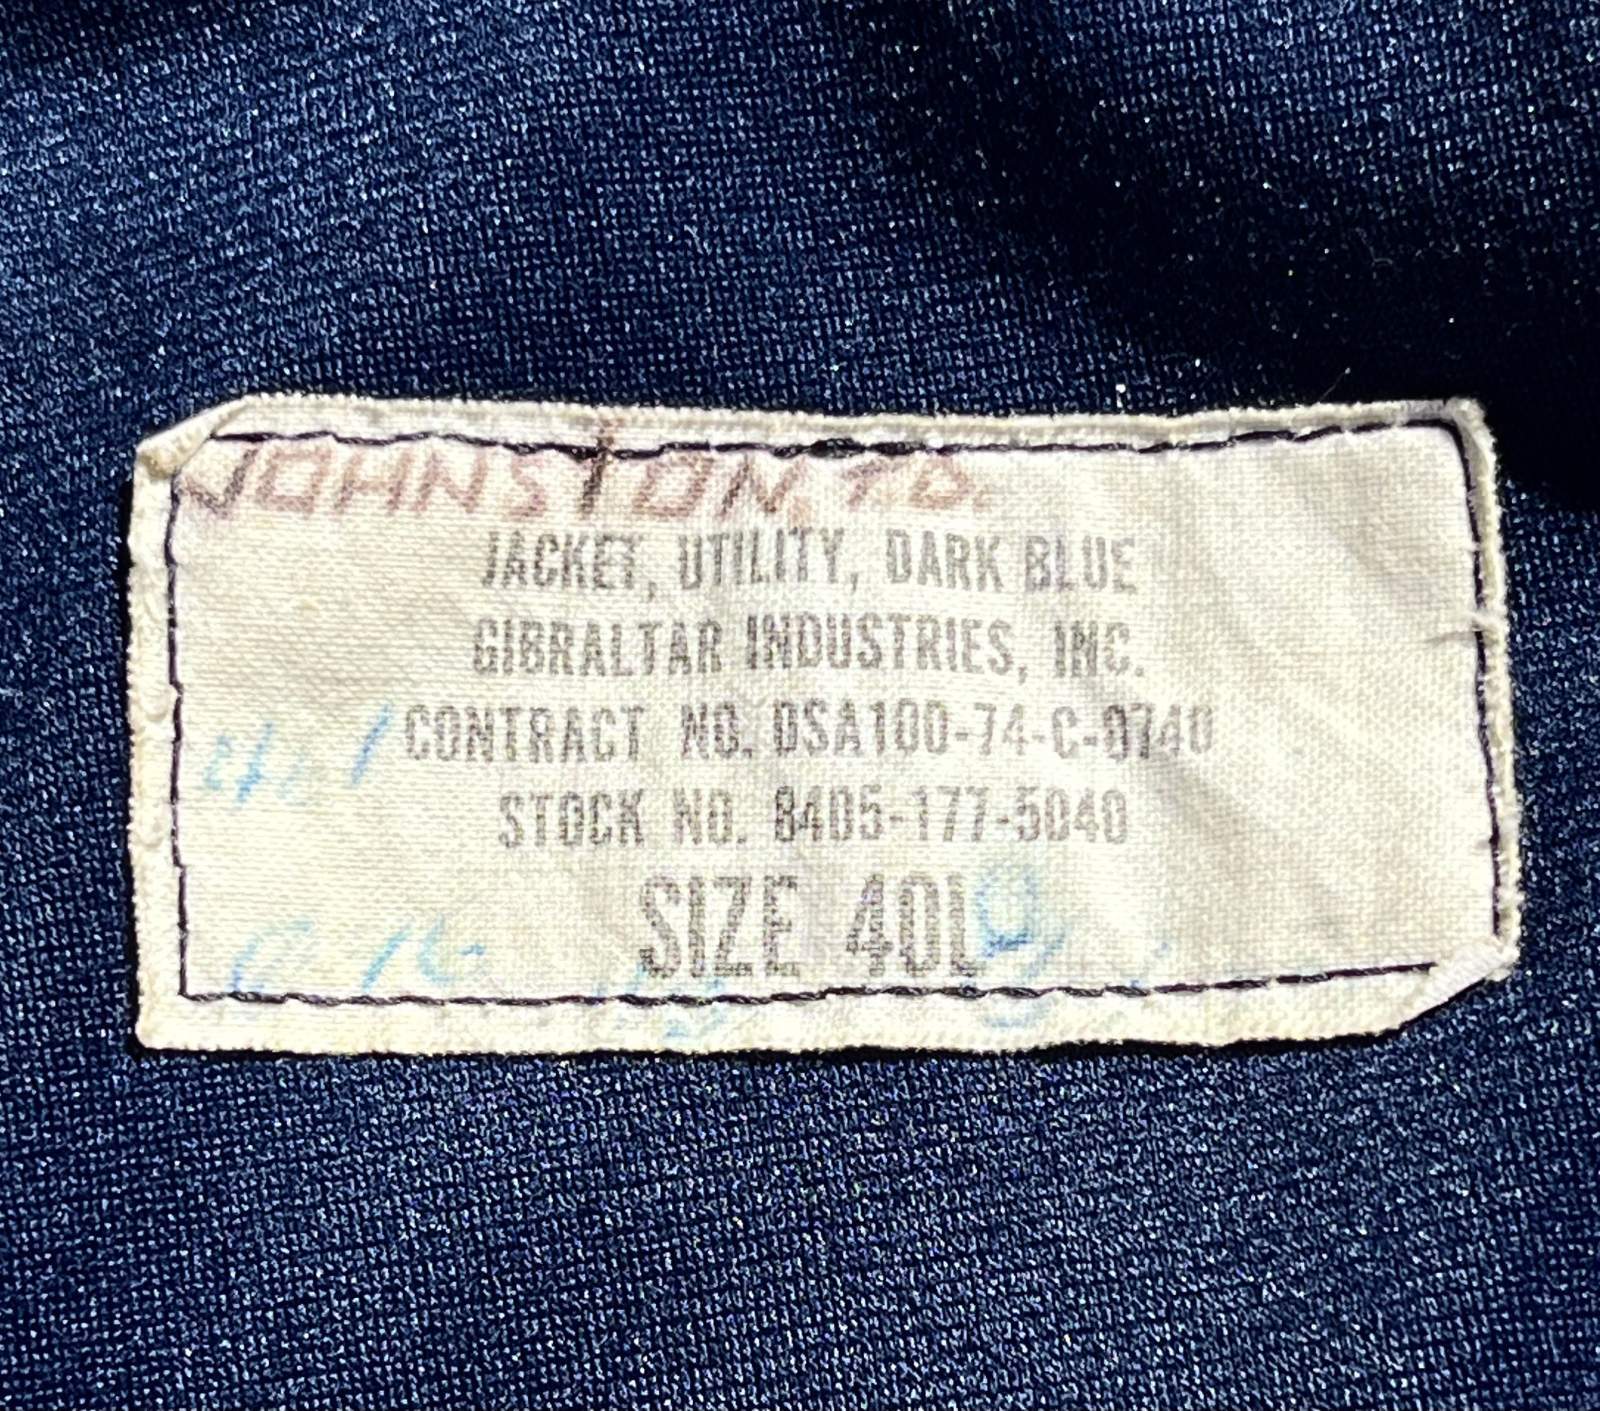 JOHNSTON, T D.
JACKET, UTILITY, DARK BLUE
GIBRALTAR INDUSTRIES, INC.
CONTRACT NO. DSA100-74-C-0740
STOCK NO. 8405-177-5040
SIZE 40L